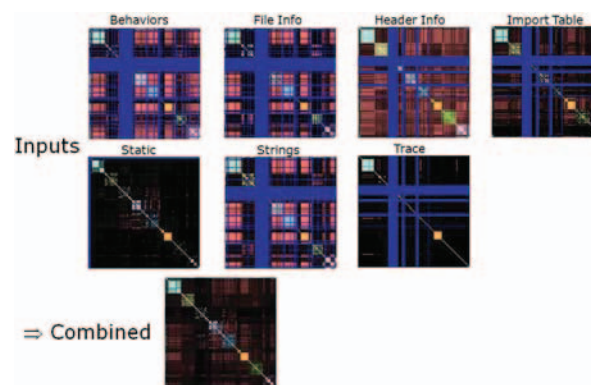 Behaviors File Info Header Info Import Table
Inputs
Static Strings Trace
⇒ Combined